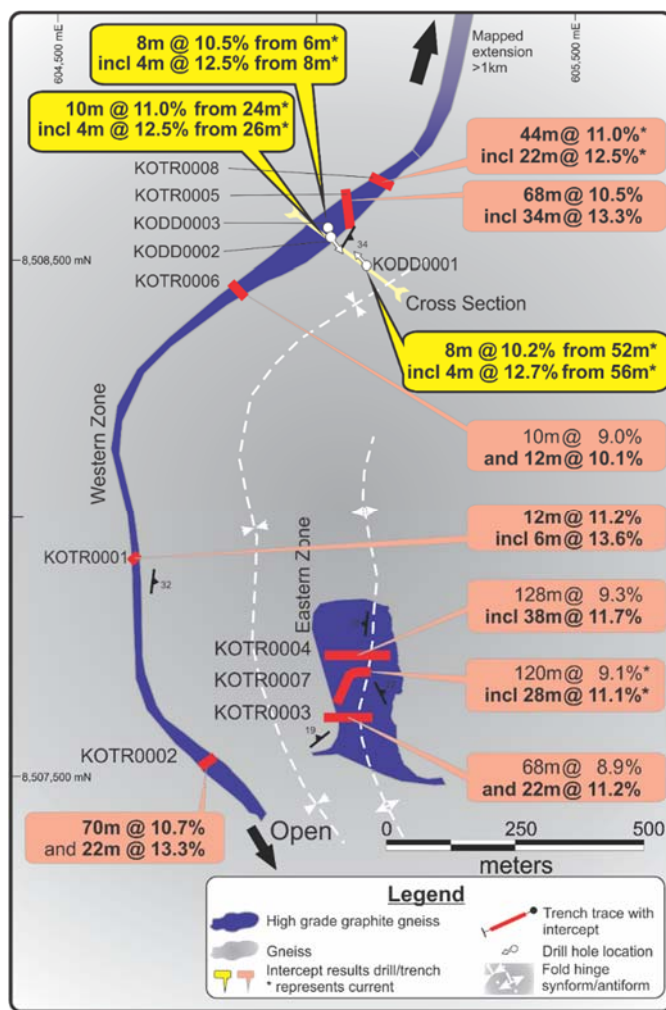 604,500 mE
605,500 mE
8m @ 10.5% from 6m*
incl 4m @ 12.5% from 8m*
Mapped
extension
>1km
10m @ 11.0% from 24m*
incl 4m @ 12.5% from 26m*
44m@ 11.0%*
incl 22m@ 12.5%*
KOTR0008
KOTR0005
68m@ 10.5%
incl 34m@ 13.3%
KODD0003
KODD0002
34
8,508,500 mN
KODD0001
KOTR0006
Cross Section
8m @ 10.2% from 52m*
incl 4m @ 12.7% from 56m*
Western Zone
10m@ 9.0%
and 12m@ 10.1%
12m@ 11.2%
incl 6m@ 13.6%
KOTR0001
32
Eastern Zone
128m@ 9.3%
incl 38m@ 11.7%
KOTR0004
KOTR0007
120m@ 9.1%*
incl 28m@ 11.1%*
KOTR0003
19
KOTR0002
68m@ 8.9%
and 22m@ 11.2%
8,507,500 mN
70m @ 10.7%
and 22m@ 13.3%
Open
0 250 500
meters
Legend
High grade graphite gneiss
Gneiss
Intercept results drill/trench
* represents current
Trench trace with
intercept
Drill hole location
Fold hinge
synform/antiform